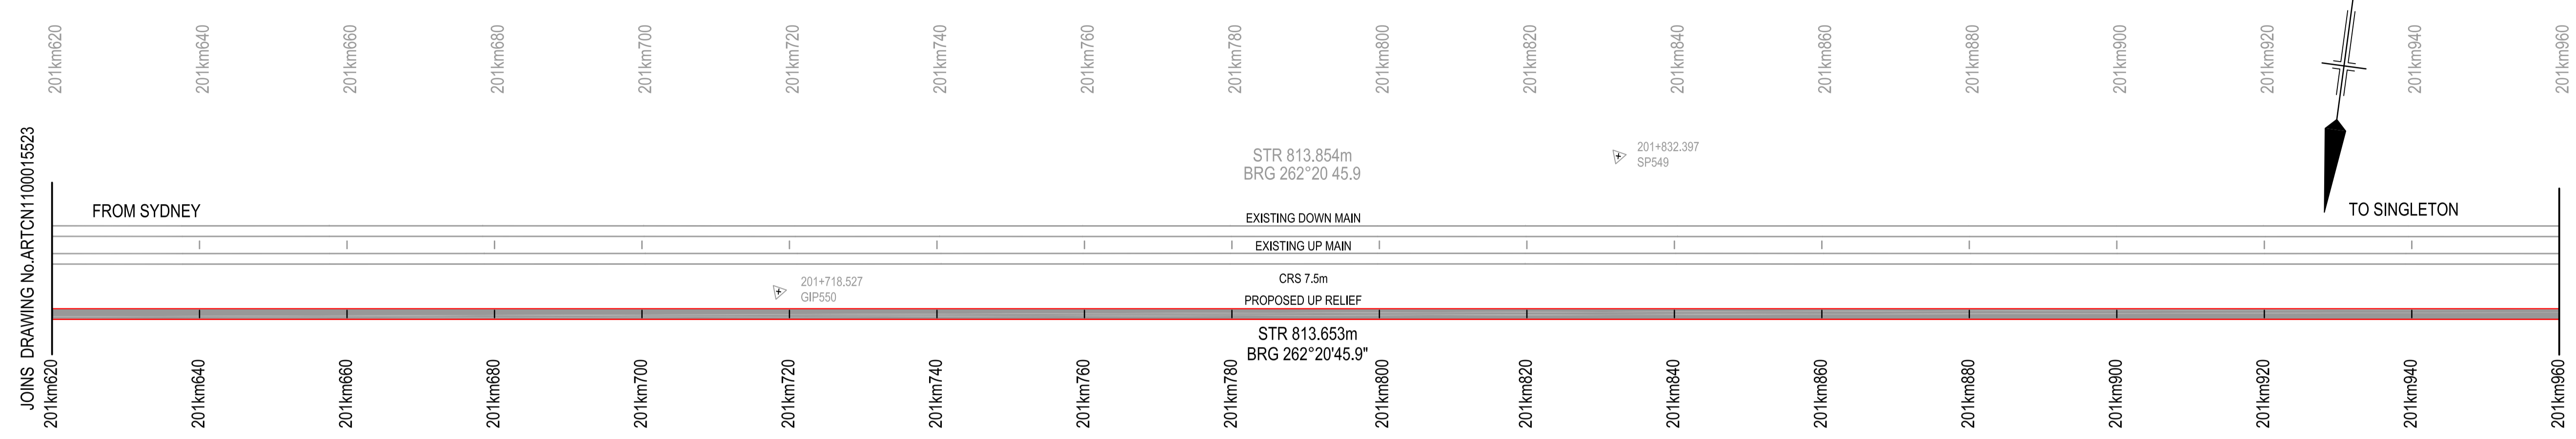 201km620
201km640
201km660
201km680
201km700
201km720
201km740
201km760
201km780
201km800
201km820
201km840
201km860
201km880
201km900
201km920
201km940
201km960
JOINS DRAWING No.ARTCN1100015523
STR 813.854m
BRG 262°20 45.9
201+832.397
SP549
FROM SYDNEY
TO SINGLETON
EXISTING DOWN MAIN
EXISTING UP MAIN
201+718.527
GIP550
CRS 7.5m
PROPOSED UP RELIEF
STR 813.653m
BRG 262°20'45.9"
201km620
201km640
201km660
201km680
201km700
201km720
201km740
201km760
201km780
201km800
201km820
201km840
201km860
201km880
201km900
201km920
201km940
201km960